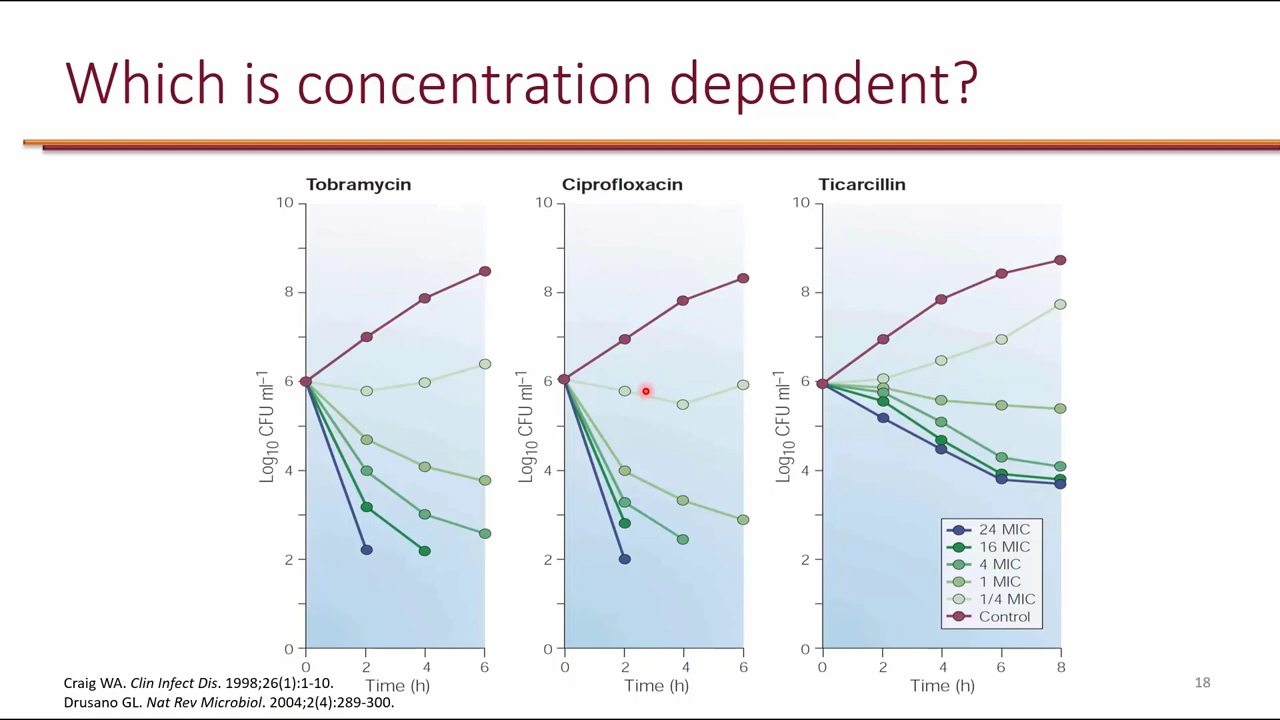 Which is concentration dependent?
Tobramycin
10
8
6
4
2
0
Log10 CFU ml–1
0 2 4 6
Time (h)
Ciprofloxacin
10
8
6
4
2
0
Log10 CFU ml–1
0 2 4 6
Time (h)
Ticarcillin
10
8
6
4
2
0
Log10 CFU ml–1
0 2 4 6 8
Time (h)
24 MIC
16 MIC
4 MIC
1 MIC
1/4 MIC
Control
Craig WA. Clin Infect Dis. 1998;26(1):1-10.
Drusano GL. Nat Rev Microbiol. 2004;2(4):289-300.
18